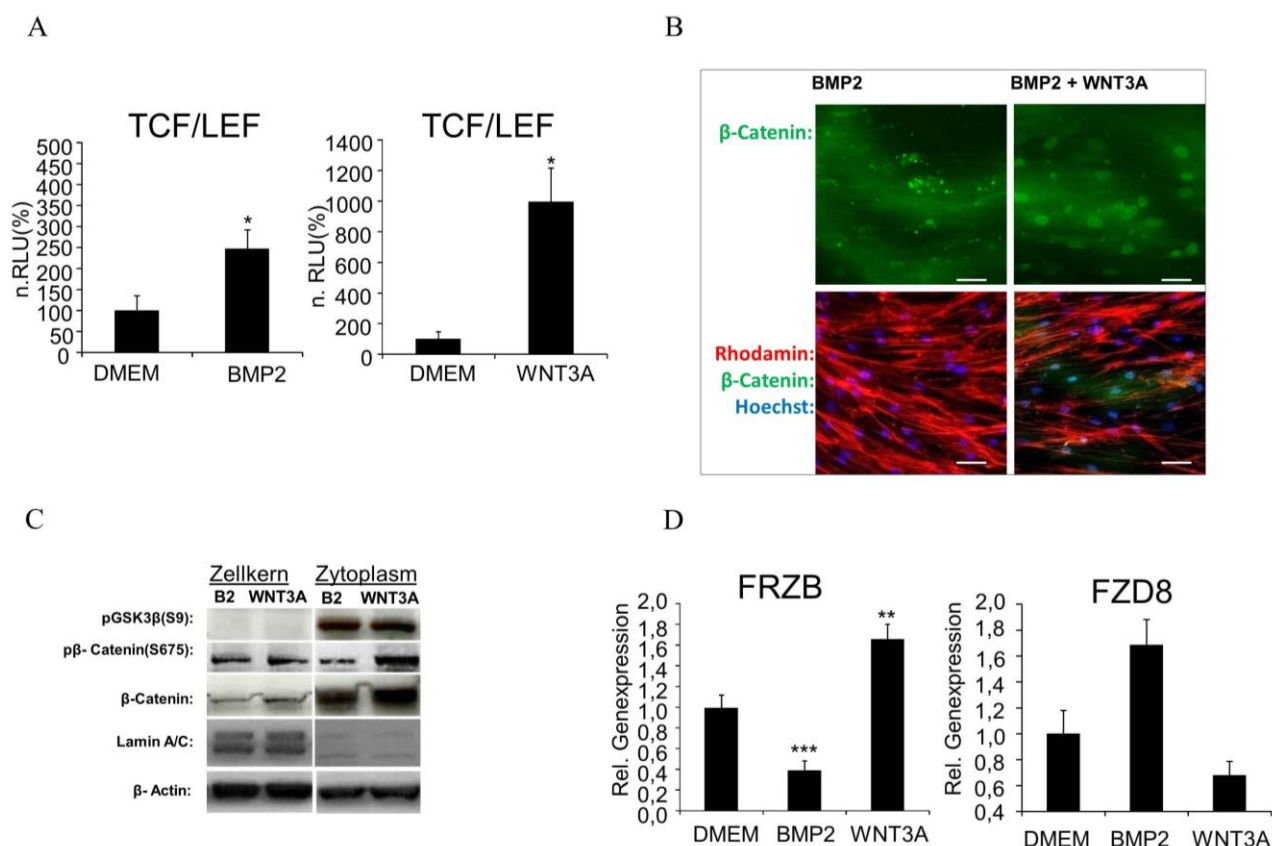 A
TCF/LEF
n.RLU(%)
500
450
400
350
300
250
200
150
100
50
0
*
DMEM BMP2
TCF/LEF
n. RLU(%)
1400
1200
1000
800
600
400
200
0
*
DMEM WNT3A
B
BMP2 BMP2 + WNT3A
β-Catenin:
Rhodamin:
β-Catenin:
Hoechst:
C
Zellkern Zytoplasm
B2 WNT3A B2 WNT3A
pGSK3β(S9):
pβ- Catenin(S675):
β-Catenin:
Lamin A/C:
β- Actin:
D
FRZB
Rel. Genexpression
2,0
1,8
1,6
1,4
1,2
1,0
0,8
0,6
0,4
0,2
0,0
***
**
DMEM BMP2 WNT3A
FZD8
Rel. Genexpression
2,0
1,8
1,6
1,4
1,2
1,0
0,8
0,6
0,4
DMEM BMP2 WNT3A